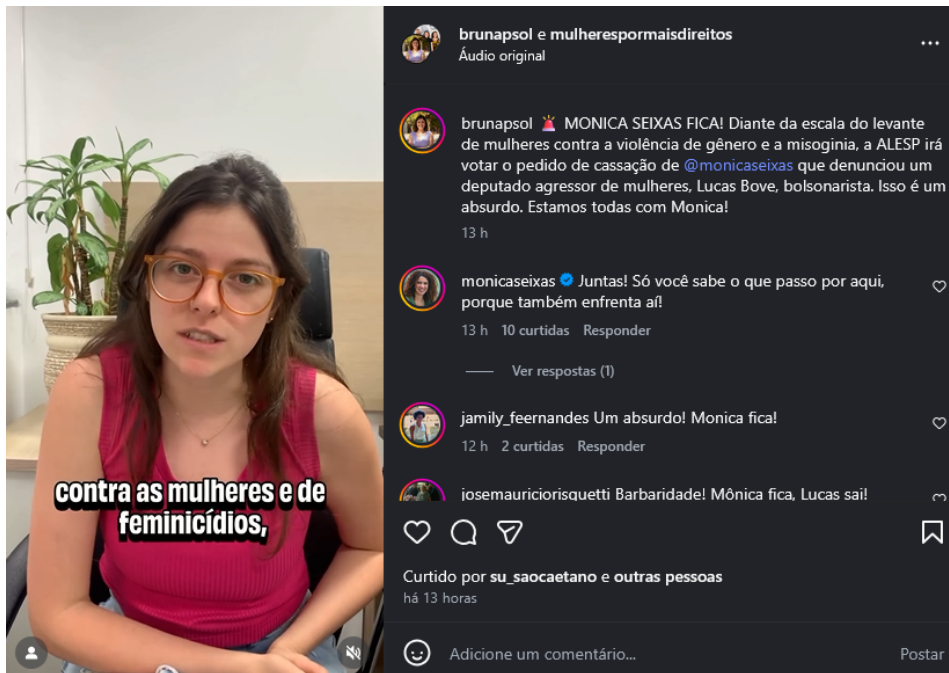 brunapsol e mulherespormaisdireitos
Áudio original
brunapsol 🚨 MONICA SEIXAS FICA! Diante da escala do levante
de mulheres contra a violência de gênero e a misoginia, a ALESP irá
votar o pedido de cassação de @monicaseixas que denunciou um
deputado agressor de mulheres, Lucas Bove, bolsonarista. Isso é um
absurdo. Estamos todas com Monica!
13 h
monicaseixas Juntas! Só você sabe o que passo por aqui,
porque também enfrenta aí!
13 h 10 curtidas Responder
Ver respostas (1)
jamily_feernandes Um absurdo! Monica fica!
12 h 2 curtidas Responder
josemauriciorisquetti Barbaridade! Mônica fica, Lucas sai!
contra as mulheres e de
feminicídios,
Curtido por su_saocaetano e outras pessoas
há 13 horas
Adicione um comentário...
Postar